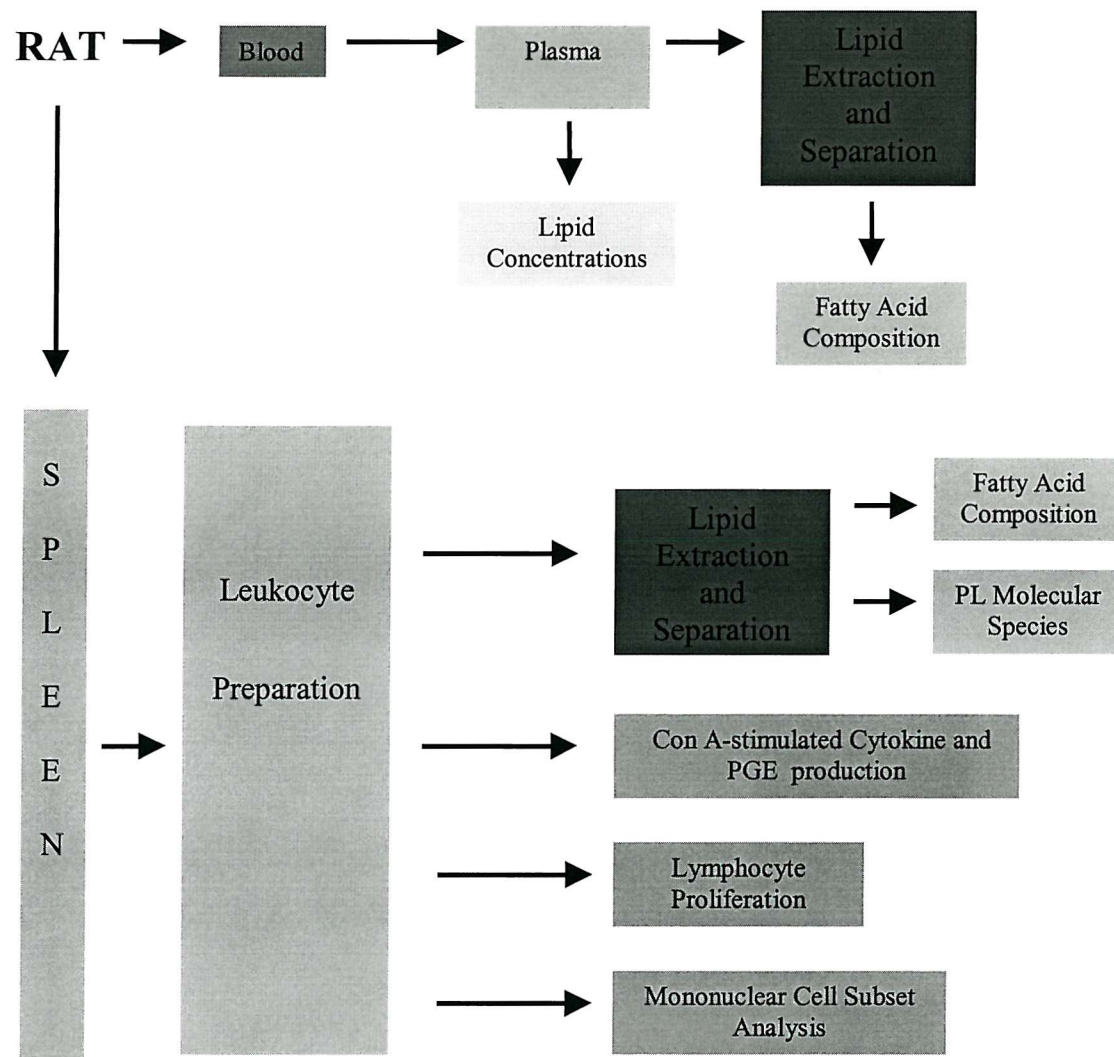 RAT
Blood
Plasma
Lipid
Extraction
and
Separation
Lipid
Concentrations
Fatty Acid
Composition
S
P
L
E
E
N
Leukocyte
Preparation
Lipid
Extraction
and
Separation
Fatty Acid
Composition
PL Molecular
Species
Con A-stimulated Cytokine and
PGE production
Lymphocyte
Proliferation
Mononuclear Cell Subset
Analysis